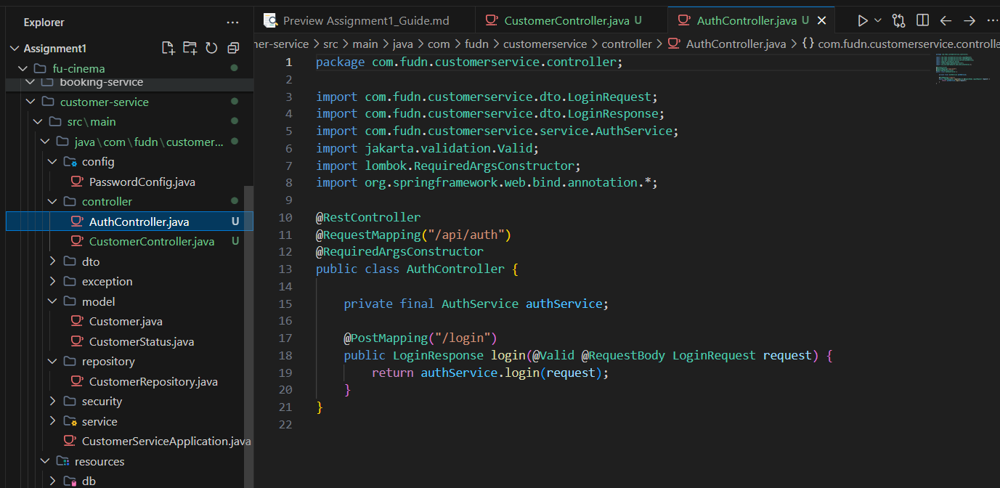 Explorer
Assignment1
fu-cinema
booking-service
customer-service
src\main
java\com\fudn\customer...
config
PasswordConfig.java
controller
AuthController.java U
CustomerController.java U
dto
exception
model
Customer.java
CustomerStatus.java
repository
CustomerRepository.java
security
service
CustomerServiceApplication.java
resources
db
Preview Assignment1_Guide.md
CustomerController.java U
AuthController.java U
mer-service > src > main > java > com > fudn > customerservice > controller > AuthController.java > {} com.fudn.customerservice.controlle
1 package com.fudn.customerservice.controller;
2
3 import com.fudn.customerservice.dto.LoginRequest;
4 import com.fudn.customerservice.dto.LoginResponse;
5 import com.fudn.customerservice.service.AuthService;
6 import jakarta.validation.Valid;
7 import lombok.RequiredArgsConstructor;
8 import org.springframework.web.bind.annotation.*;
9
10 @RestController
11 @RequestMapping("/api/auth")
12 @RequiredArgsConstructor
13 public class AuthController {
14
15     private final AuthService authService;
16
17     @PostMapping("/login")
18     public LoginResponse login(@Valid @RequestBody LoginRequest request) {
19         return authService.login(request);
20     }
21 }
22